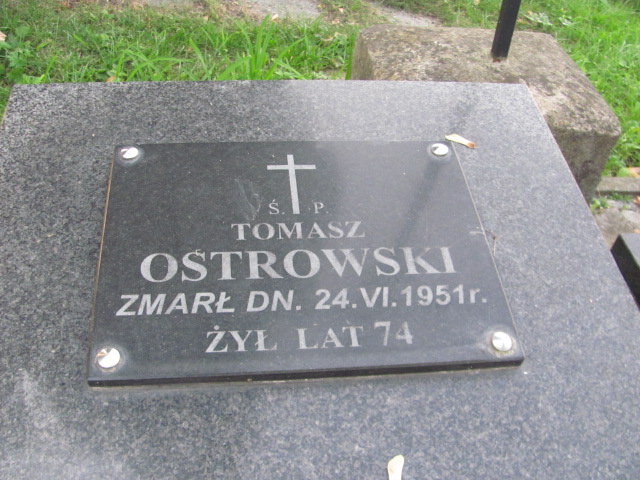 Ś. P.
TOMASZ
OSTROWSKI
ZMARŁ DN. 24.VI.1951r.
ŻYŁ LAT 74